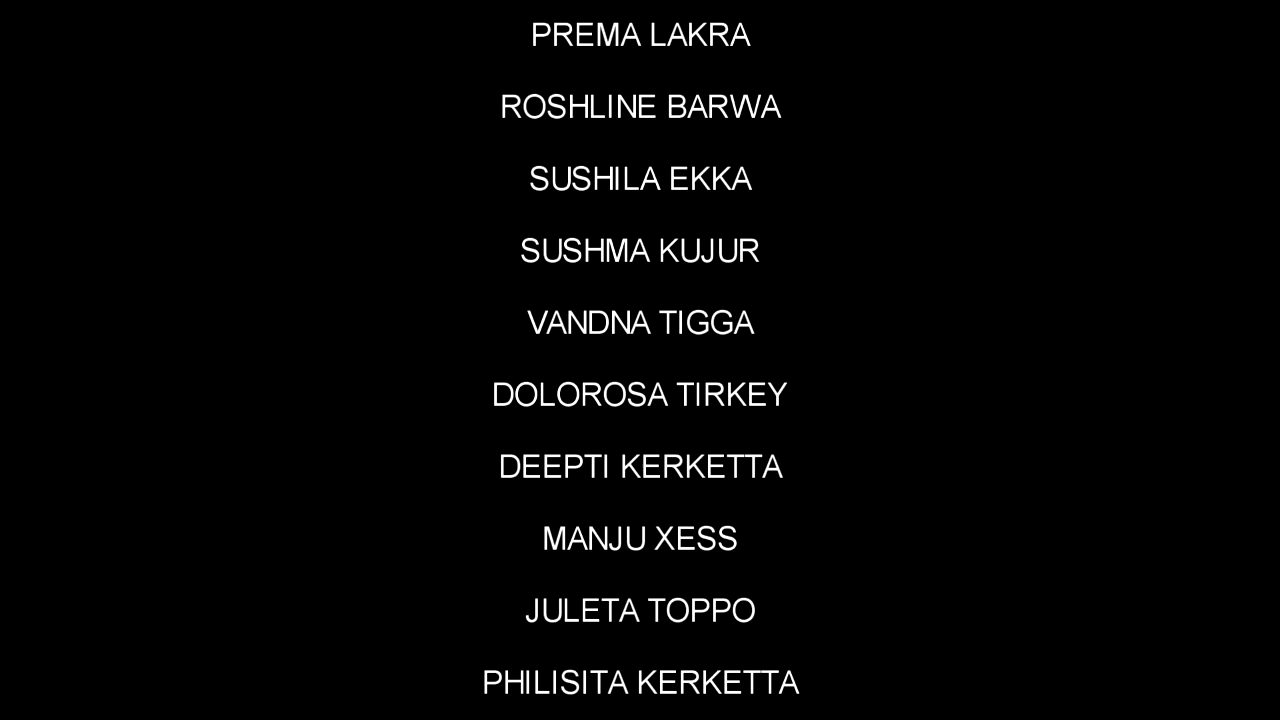 PREMA LAKRA
ROSHLINE BARWA
SUSHILA EKKA
SUSHMA KUJUR
VANDNA TIGGA
DOLOROSA TIRKEY
DEEPTI KERKETTA
MANJU XESS
JULETA TOPPO
PHILISITA KERKETTA